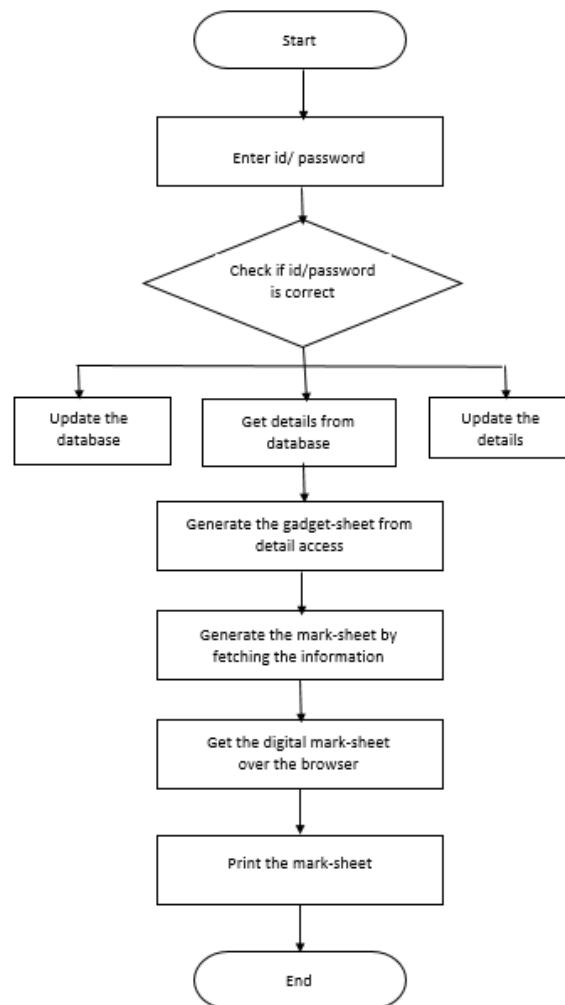 Start
Enter id/ password
Check if id/password
is correct
Update the
database
Get details from
database
Update the
details
Generate the gadget-sheet from
detail access
Generate the mark-sheet by
fetching the information
Get the digital mark-sheet
over the browser
Print the mark-sheet
End